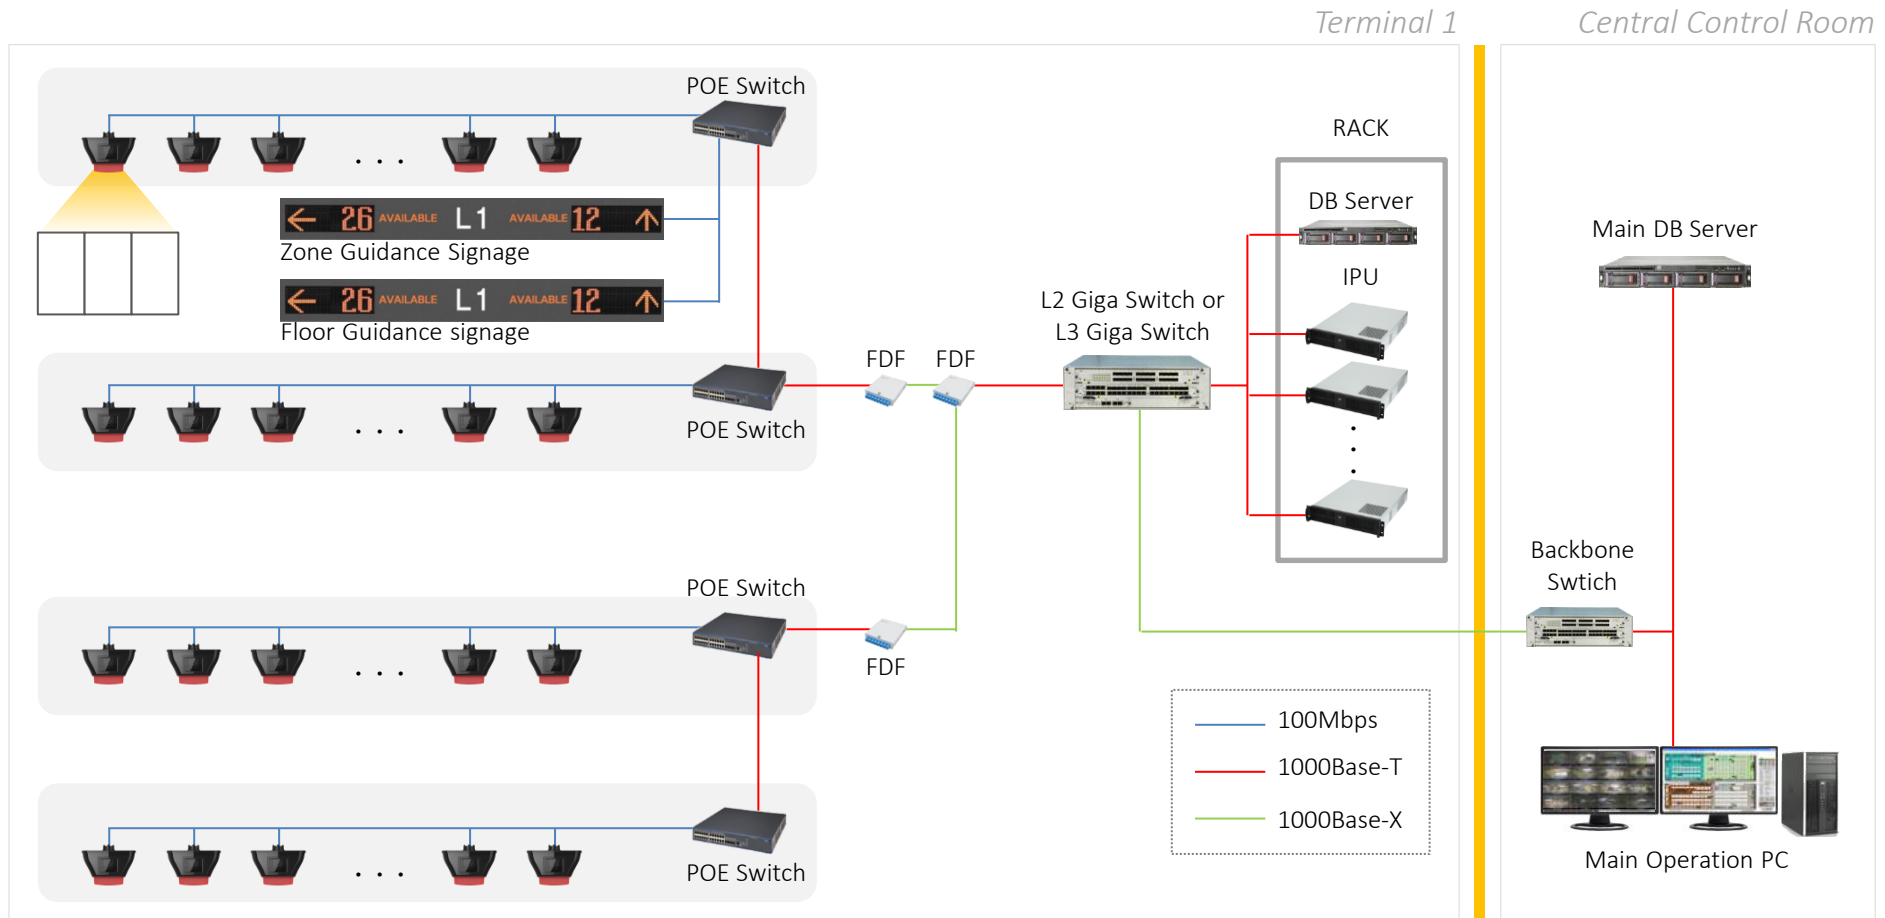 Terminal 1
Central Control Room
POE Switch
. . .
← 26 AVAILABLE L1 AVAILABLE 12 ↑
Zone Guidance Signage
← 26 AVAILABLE L1 AVAILABLE 12 ↑
Floor Guidance signage
POE Switch
. . .
POE Switch
. . .
POE Switch
. . .
FDF
FDF
FDF
L2 Giga Switch or
L3 Giga Switch
RACK
DB Server
IPU
100Mbps
1000Base-T
1000Base-X
Main DB Server
Backbone
Swtich
Main Operation PC